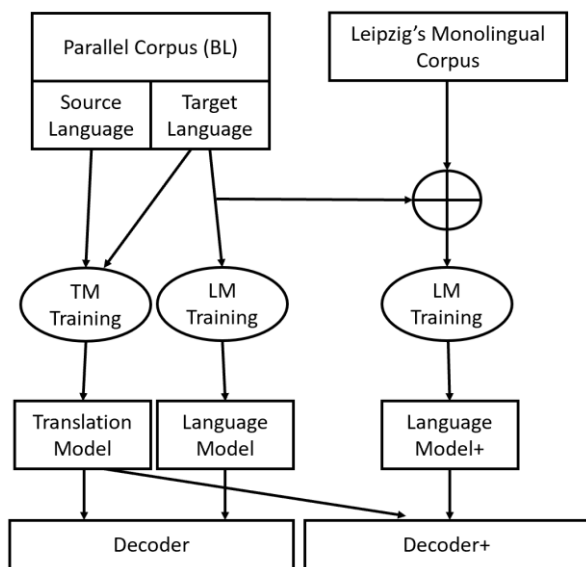 Parallel Corpus (BL)
Leipzig's Monolingual
Corpus
Source
Language
Target
Language
TM
Training
LM
Training
LM
Training
Translation
Model
Language
Model
Language
Model+
Decoder
Decoder+